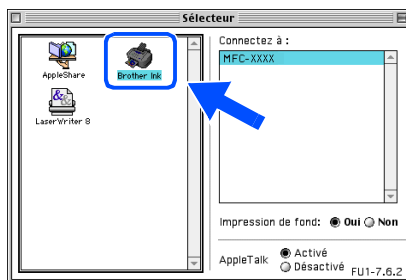 Sélecteur
AppleShare
Brother Ink
LaserWriter 8
Connectez à :
MFC-XXXX
Impression de fond: Oui Non
AppleTalk
Activé
Désactivé
FU1-7.6.2